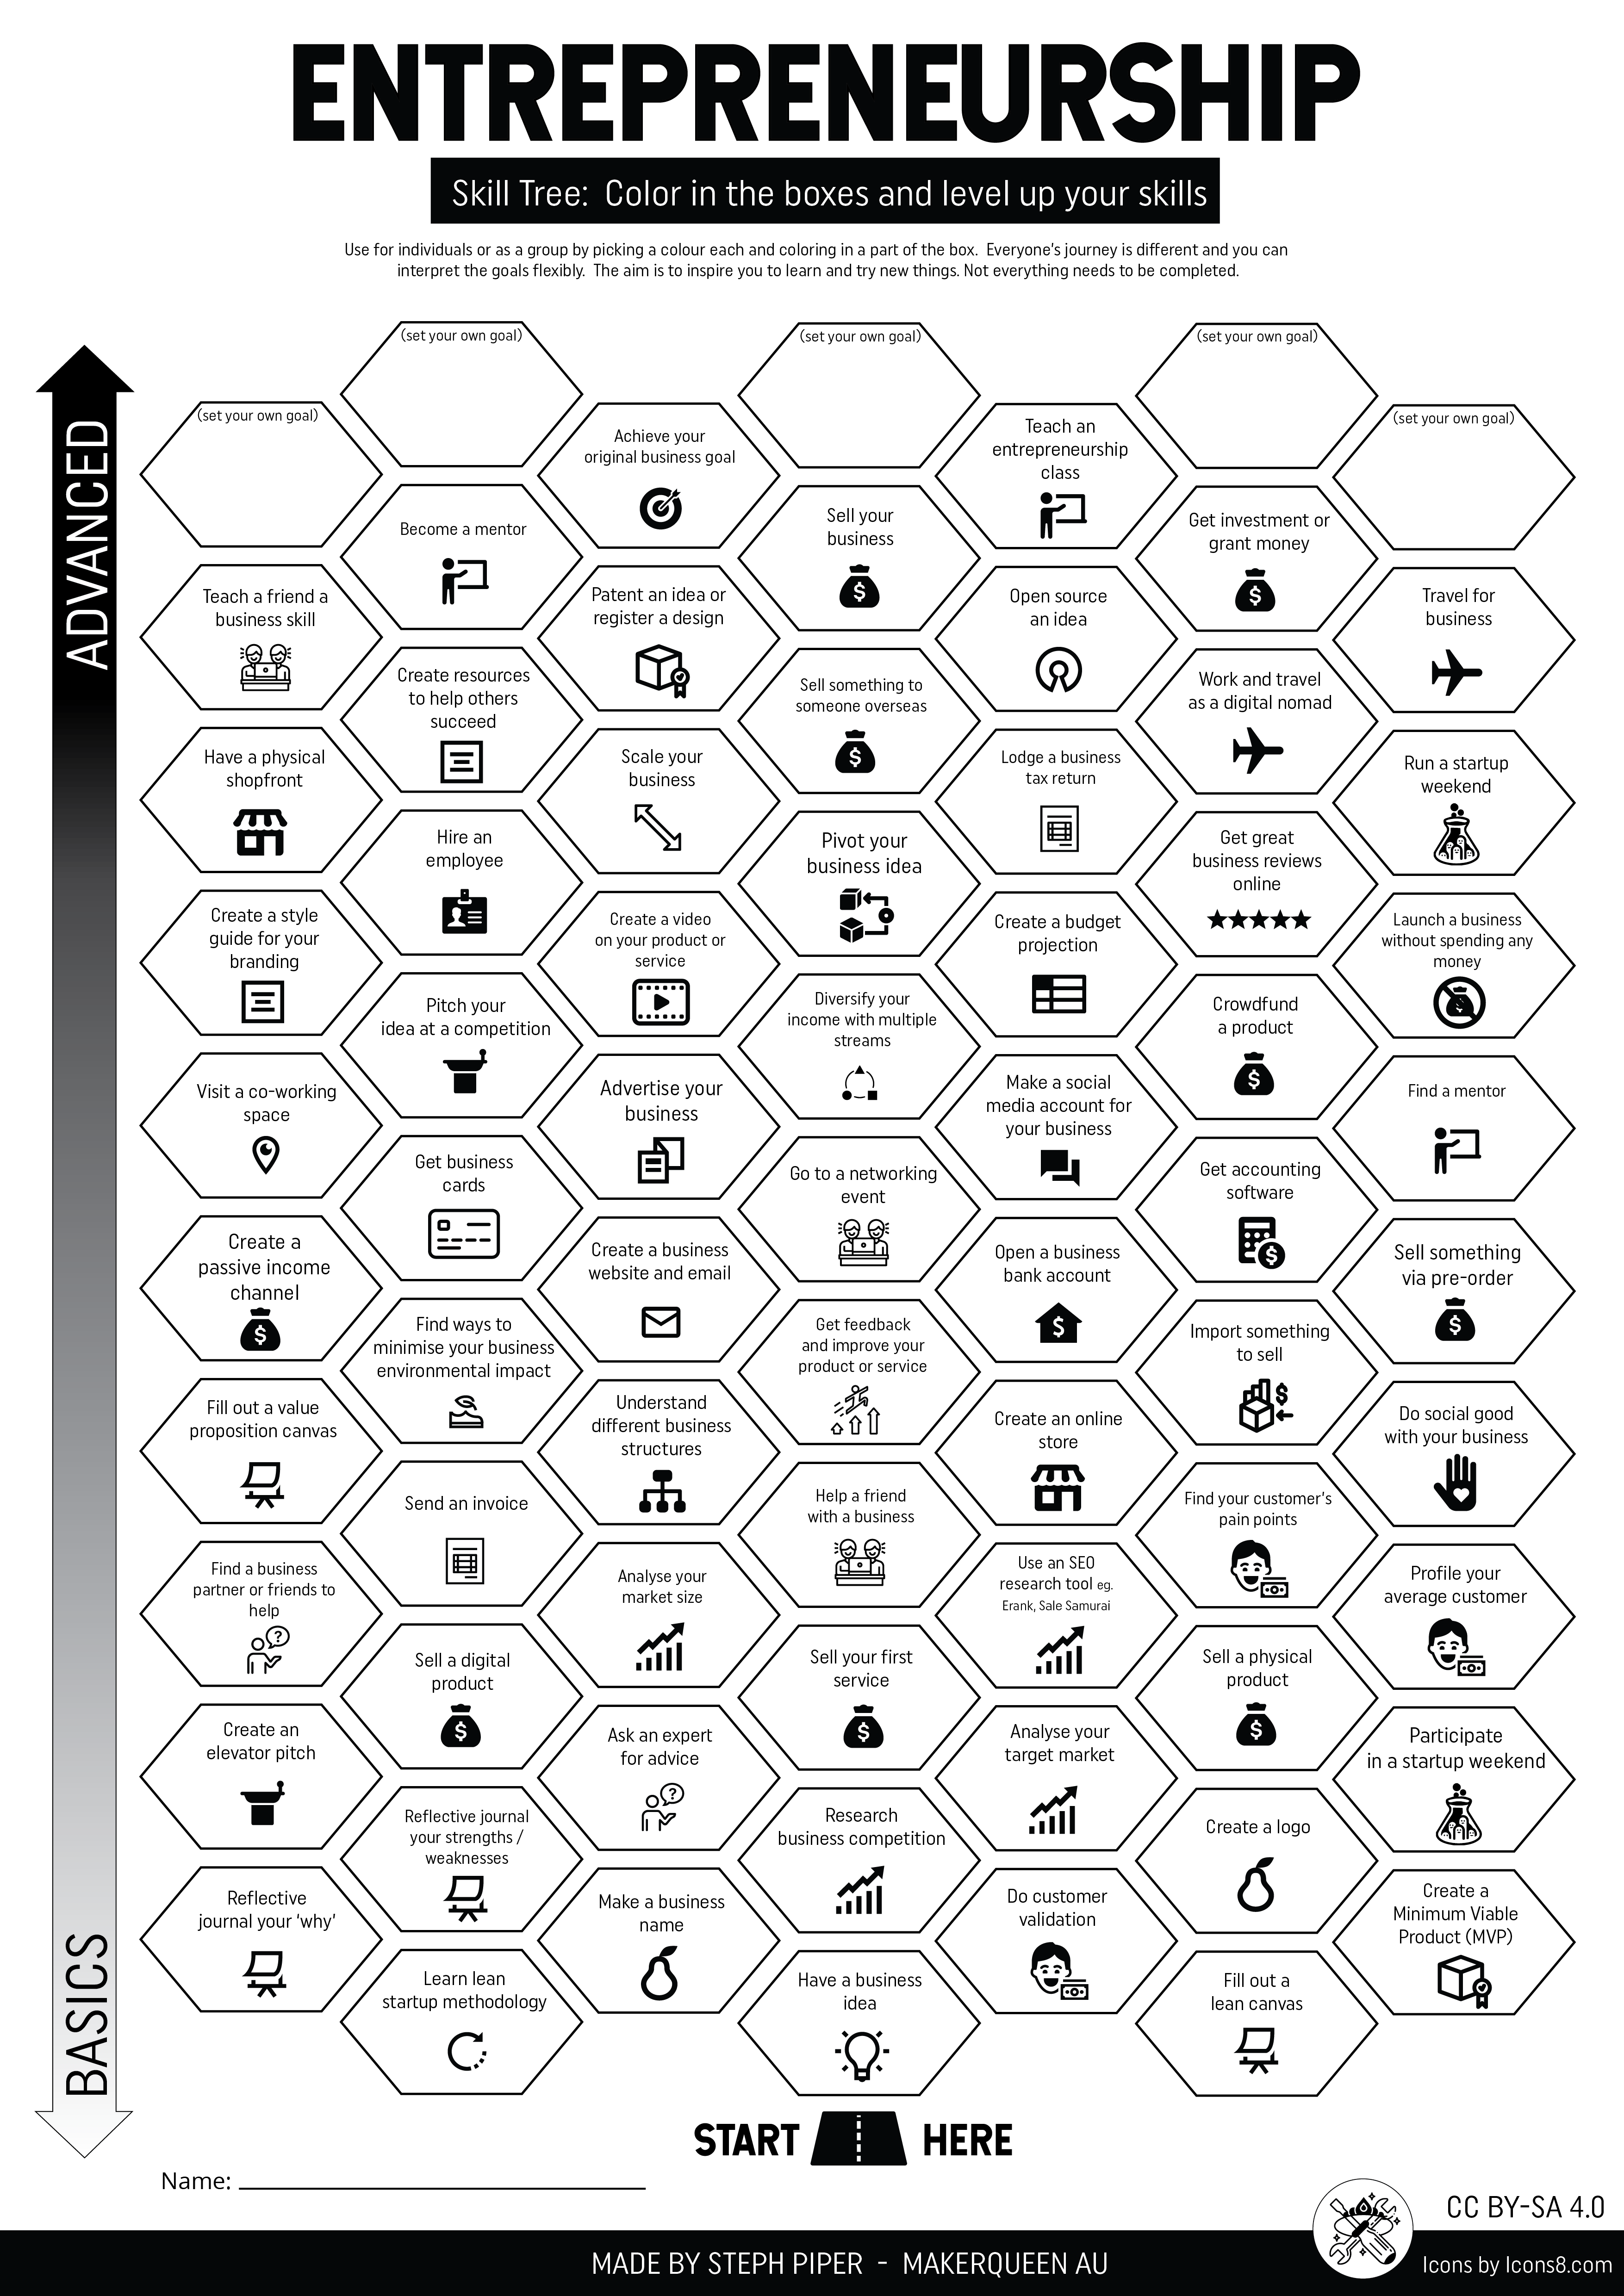 ENTREPRENEURSHIP
Skill Tree:  Color in the boxes and level up your skills
Use for individuals or as a group by picking a colour each and coloring in a part of the box.  Everyone's journey is different and you can
interpret the goals flexibly.  The aim is to inspire you to learn and try new things. Not everything needs to be completed.
ADVANCED
BASICS
(set your own goal)
(set your own goal)
(set your own goal)
(set your own goal)
Achieve your
original business goal
Teach an
entrepreneurship
class
(set your own goal)
Become a mentor
Sell your
business
Get investment or
grant money
Teach a friend a
business skill
Patent an idea or
register a design
Open source
an idea
Travel for
business
Create resources
to help others
succeed
Sell something to
someone overseas
Work and travel
as a digital nomad
Have a physical
shopfront
Scale your
business
Lodge a business
tax return
Run a startup
weekend
Hire an
employee
Pivot your
business idea
Get great
business reviews
online
Create a style
guide for your
branding
Create a video
on your product or
service
Create a budget
projection
Launch a business
without spending any
money
Pitch your
idea at a competition
Diversify your
income with multiple
streams
Crowdfund
a product
Visit a co-working
space
Advertise your
business
Make a social
media account for
your business
Find a mentor
Get business
cards
Go to a networking
event
Get accounting
software
Create a
passive income
channel
Create a business
website and email
Open a business
bank account
Sell something
via pre-order
Find ways to
minimise your business
environmental impact
Get feedback
and improve your
product or service
Import something
to sell
Fill out a value
proposition canvas
Understand
different business
structures
Create an online
store
Do social good
with your business
Send an invoice
Help a friend
with a business
Find your customer's
pain points
Find a business
partner or friends to
help
Analyse your
market size
Use an SEO
research tool eg.
Erank, Sale Samurai
Profile your
average customer
Sell a digital
product
Sell your first
service
Sell a physical
product
Create an
elevator pitch
Ask an expert
for advice
Analyse your
target market
Participate
in a startup weekend
Reflective journal
your strengths /
weaknesses
Research
business competition
Create a logo
Reflective
journal your 'why'
Make a business
name
Do customer
validation
Create a
Minimum Viable
Product (MVP)
Learn lean
startup methodology
Have a business
idea
Fill out a
lean canvas
START HERE
Name:
CC BY-SA 4.0
MADE BY STEPH PIPER  -  MAKERQUEEN AU
Icons by Icons8.com